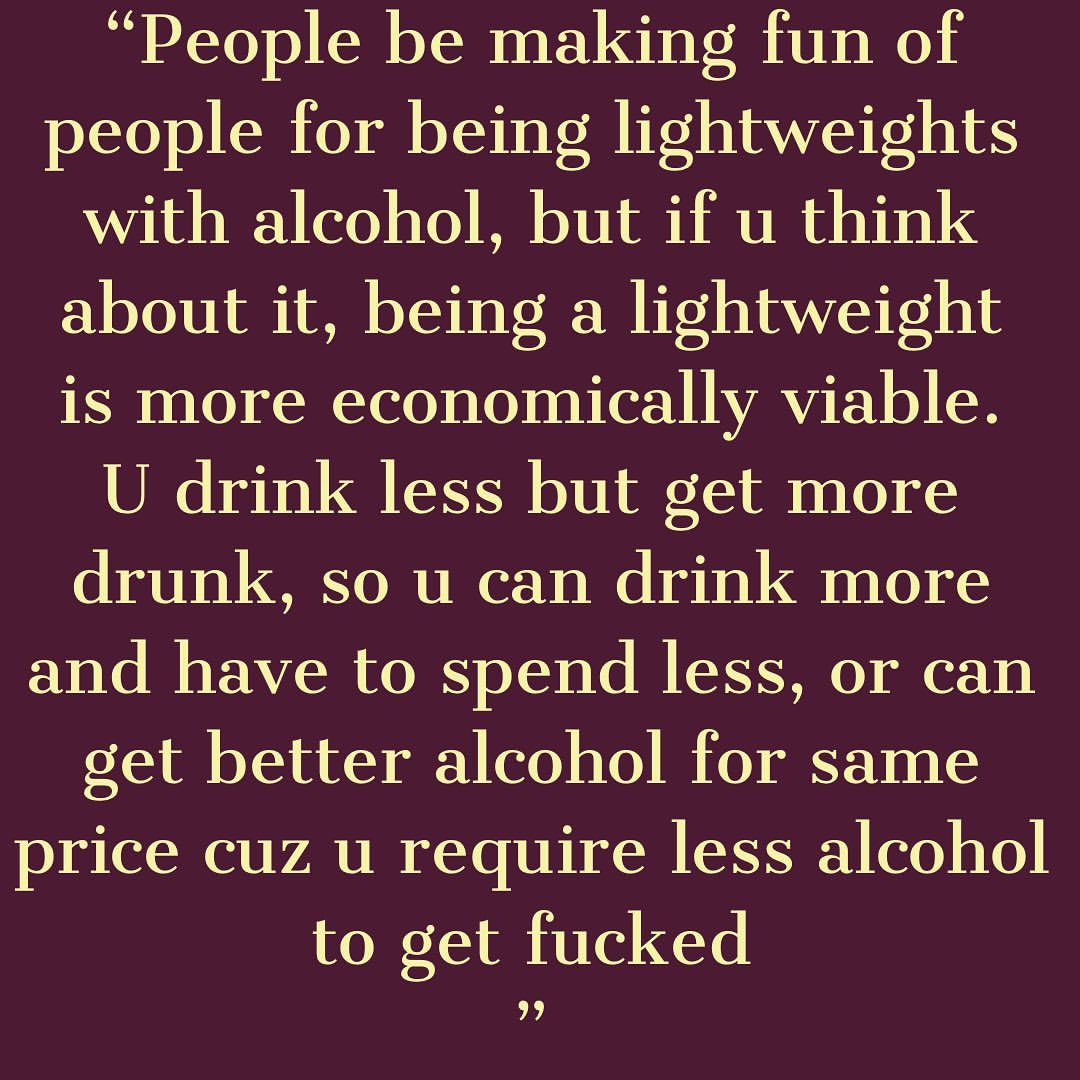 “People be making fun of
people for being lightweights
with alcohol, but if u think
about it, being a lightweight
is more economically viable.
U drink less but get more
drunk, so u can drink more
and have to spend less, or can
get better alcohol for same
price cuz u require less alcohol
to get fucked
”